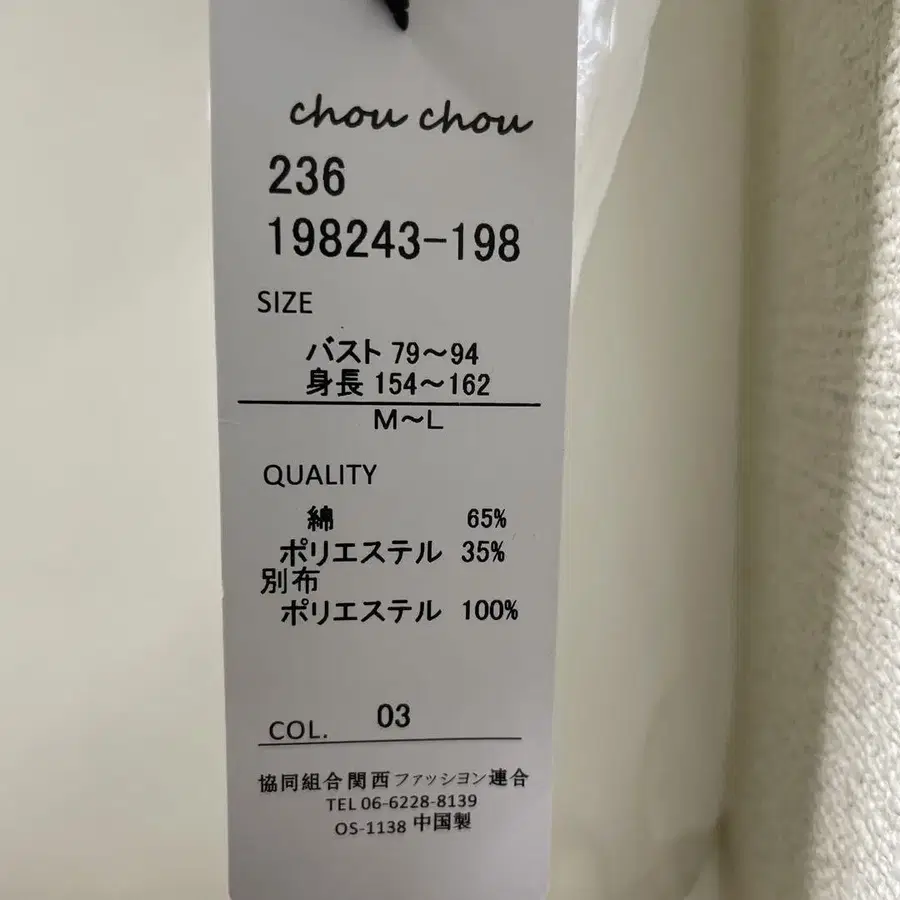 chou chou
236
198243-198
SIZE
バスト 79～94
身長 154～162
M～L
QUALITY
綿 65%
ポリエステル 35%
別布
ポリエステル 100%
COL. 03
協同組合関西ファッション連合
TEL 06-6228-8139
OS-1138 中国製